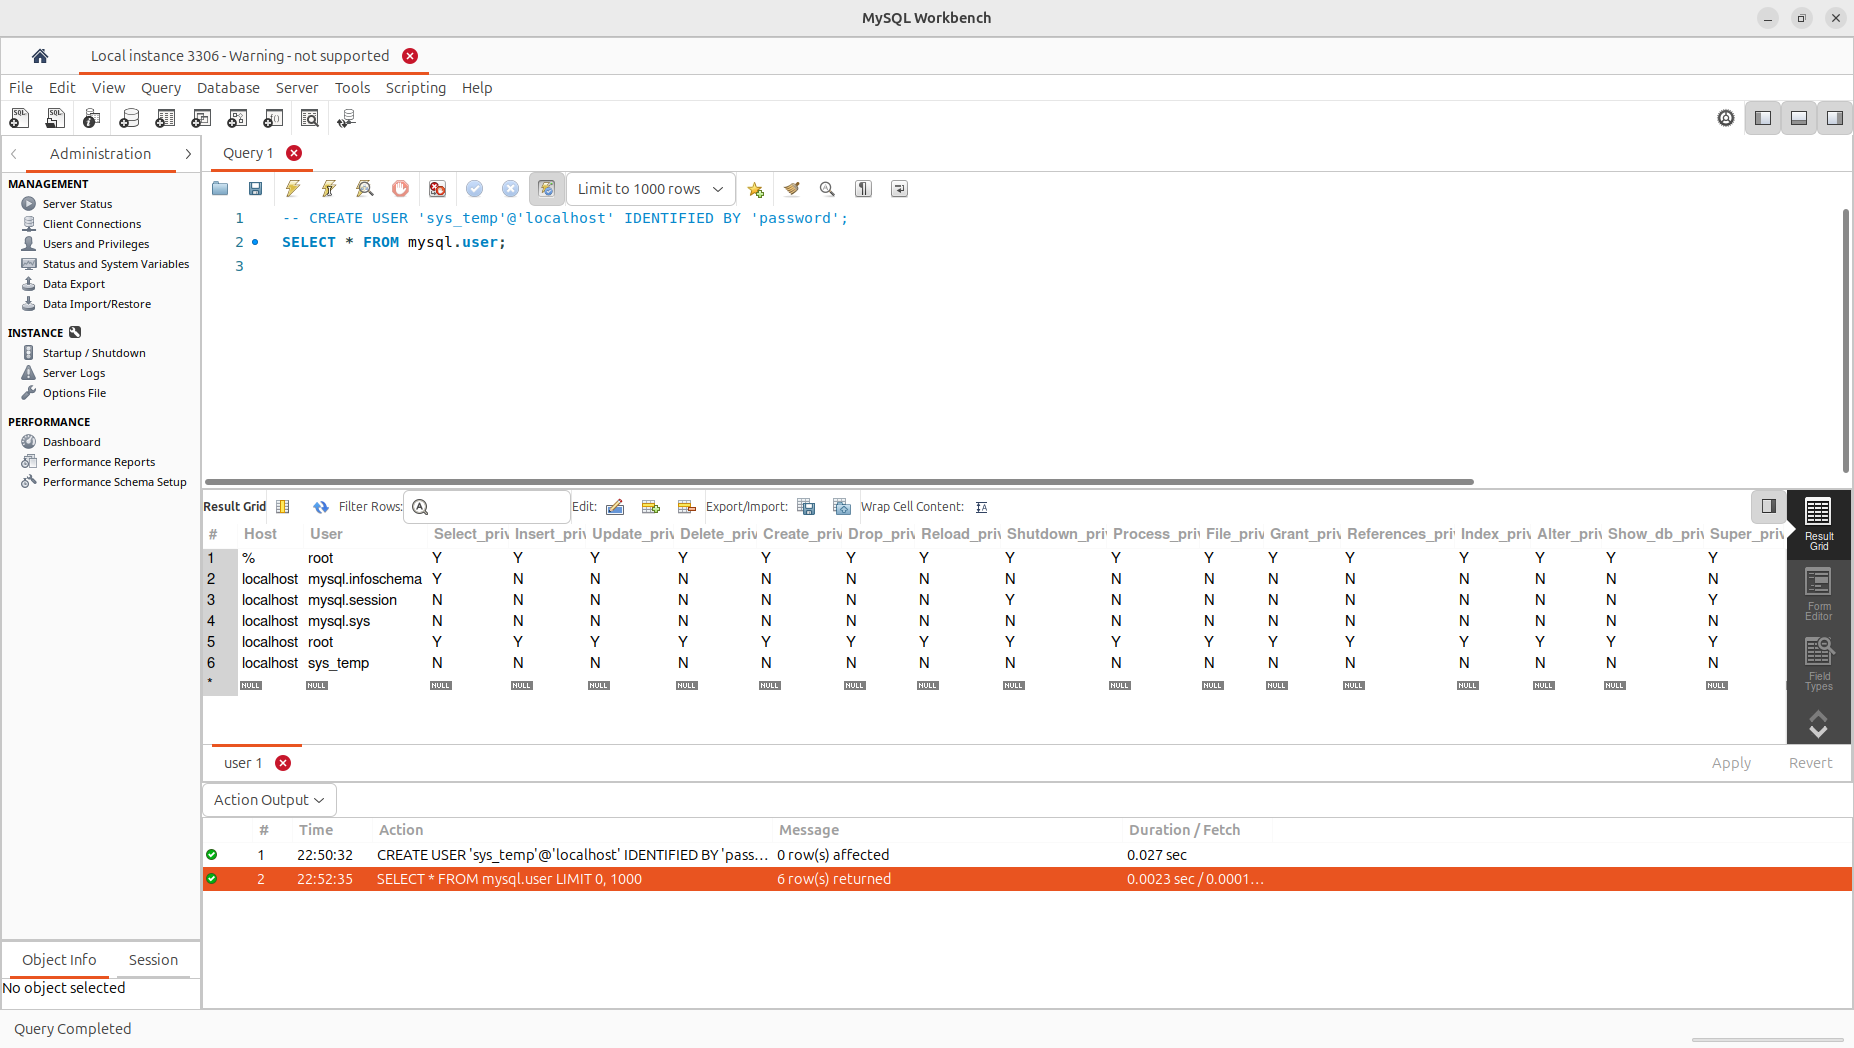 MySQL Workbench
Local instance 3306 - Warning - not supported
File Edit View Query Database Server Tools Scripting Help
Administration
Query 1
MANAGEMENT
Server Status
Client Connections
Users and Privileges
Status and System Variables
Data Export
Data Import/Restore
INSTANCE
Startup / Shutdown
Server Logs
Options File
PERFORMANCE
Dashboard
Performance Reports
Performance Schema Setup
Limit to 1000 rows
1 -- CREATE USER 'sys_temp'@'localhost' IDENTIFIED BY 'password';
2 SELECT * FROM mysql.user;
3
Result Grid Filter Rows: Edit: Export/Import: Wrap Cell Content:
# Host User Select_priv Insert_priv Update_priv Delete_priv Create_priv Drop_priv Reload_priv Shutdown_priv Process_priv File_priv Grant_priv References_priv Index_priv Alter_priv Show_db_priv Super_priv
1 % root Y Y Y Y Y Y Y Y Y Y Y Y Y Y Y Y
2 localhost mysql.infoschema Y N N N N N N N N N N N N N N N
3 localhost mysql.session N N N N N N N Y N N N N N N N Y
4 localhost mysql.sys N N N N N N N N N N N N N N N N
5 localhost root Y Y Y Y Y Y Y Y Y Y Y Y Y Y Y Y
6 localhost sys_temp N N N N N N N N N N N N N N N N
* NULL NULL NULL NULL NULL NULL NULL NULL NULL NULL NULL NULL NULL NULL NULL NULL NULL NULL
Result
Grid
Form
Editor
Field
Types
user 1
Apply Revert
Action Output
# Time Action Message Duration / Fetch
1 22:50:32 CREATE USER 'sys_temp'@'localhost' IDENTIFIED BY 'pass... 0 row(s) affected 0.027 sec
2 22:52:35 SELECT * FROM mysql.user LIMIT 0, 1000 6 row(s) returned 0.0023 sec / 0.0001...
Object Info Session
No object selected
Query Completed